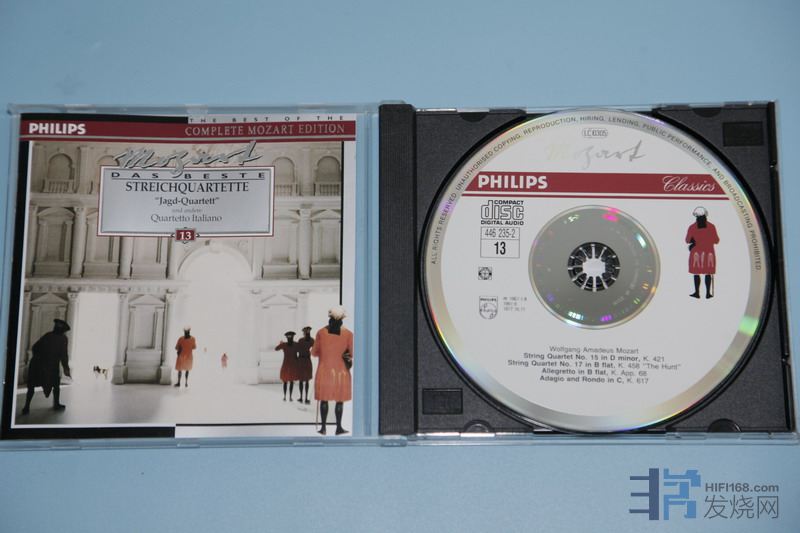 THE BEST OF THE
PHILIPS COMPLETE MOZART EDITION
Mozart
DAS BESTE
STREICHQUARTETTE
"Jagd-Quartett"
und andere
Quartetto Italiano
13
ALL RIGHTS RESERVED. UNAUTHORISED COPYING, REPRODUCTION, HIRING, LENDING, PUBLIC PERFORMANCE, AND BROADCASTING PROHIBITED.
LC 0305
Mozart
PHILIPS Classics
COMPACT
disc
DIGITAL AUDIO
446 235-2
13
PHILIPS
Wolfgang Amadeus Mozart
String Quartet No. 15 in D minor, K. 421
String Quartet No. 17 in B flat, K. 458 "The Hunt"
Allegretto in B flat, K. App. 68
Adagio and Rondo in C, K. 617
HIFI168.com
发烧网